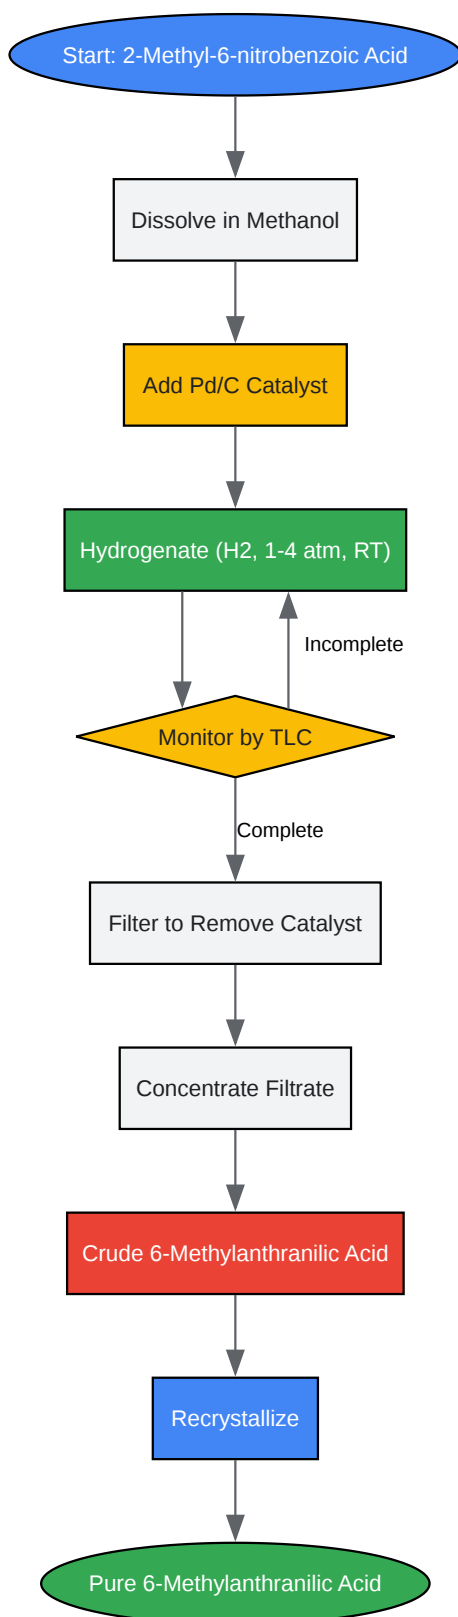 Start: 2-Methyl-6-nitrobenzoic Acid
Dissolve in Methanol
Add Pd/C Catalyst
Hydrogenate (H2, 1-4 atm, RT)
Incomplete
Monitor by TLC
Complete
Filter to Remove Catalyst
Concentrate Filtrate
Crude 6-Methylanthranilic Acid
Recrystallize
Pure 6-Methylanthranilic Acid